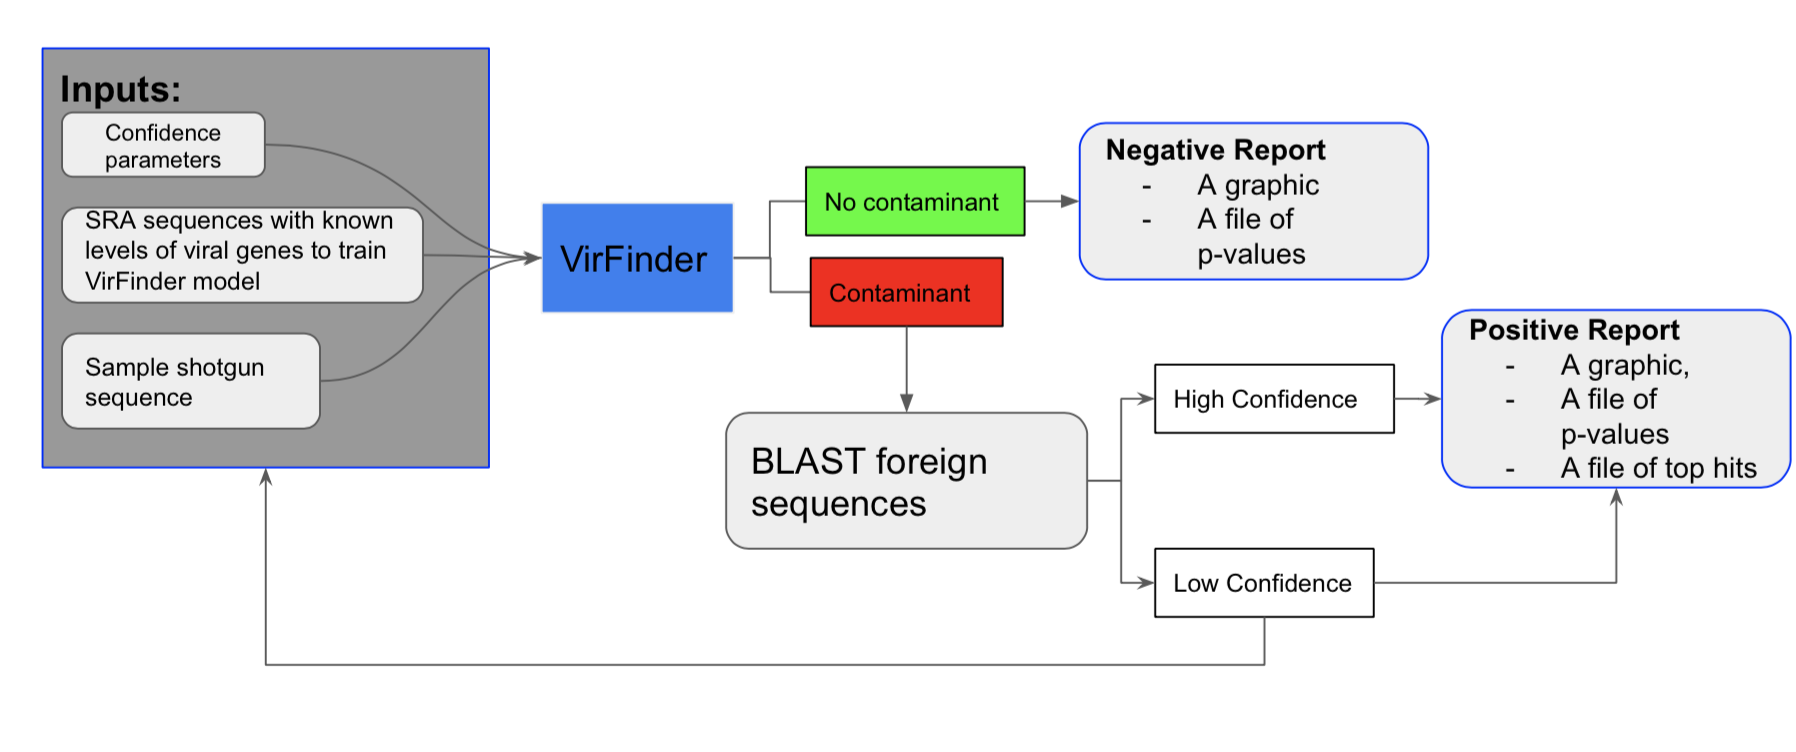 Inputs:
Confidence
parameters
SRA sequences with known
levels of viral genes to train
VirFinder model
Sample shotgun
sequence
VirFinder
No contaminant
Contaminant
Negative Report
- A graphic
- A file of
p-values
BLAST foreign
sequences
High Confidence
Low Confidence
Positive Report
- A graphic,
- A file of
p-values
- A file of top hits